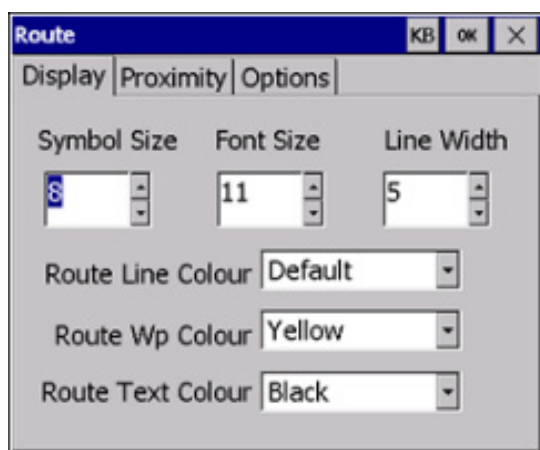 Route KB OK
Display Proximity Options
Symbol Size Font Size Line Width
8 11 5
Route Line Colour Default
Route Wp Colour Yellow
Route Text Colour Black